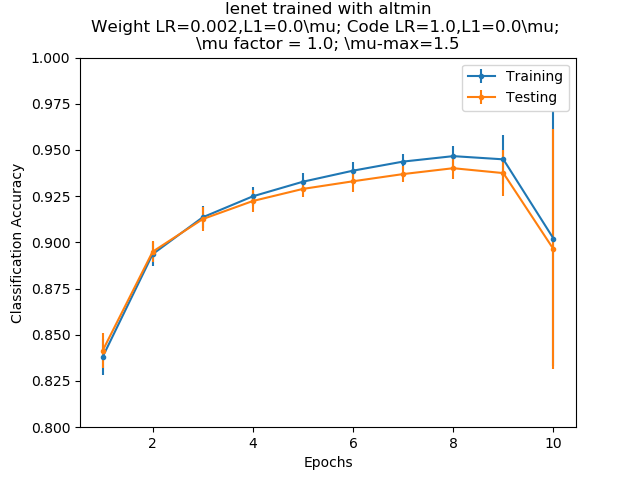 lenet trained with altmin
Weight LR=0.002,L1=0.0\mu; Code LR=1.0,L1=0.0\mu;
\mu factor = 1.0; \mu-max=1.5
Training
Testing
1.000
0.975
0.950
0.925
0.900
0.875
0.850
0.825
0.800
Classification Accuracy
2 4 6 8 10
Epochs